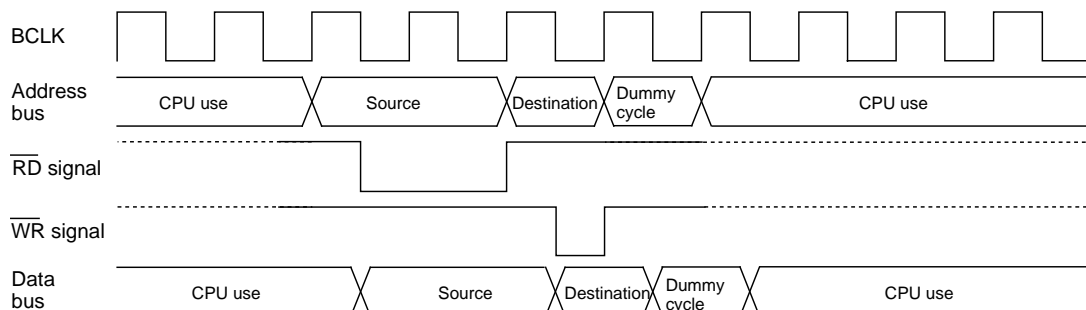 BCLK
Address bus
CPU use
Source
Destination
Dummy cycle
CPU use
RD signal
WR signal
Data bus
CPU use
Source
Destination
Dummy cycle
CPU use